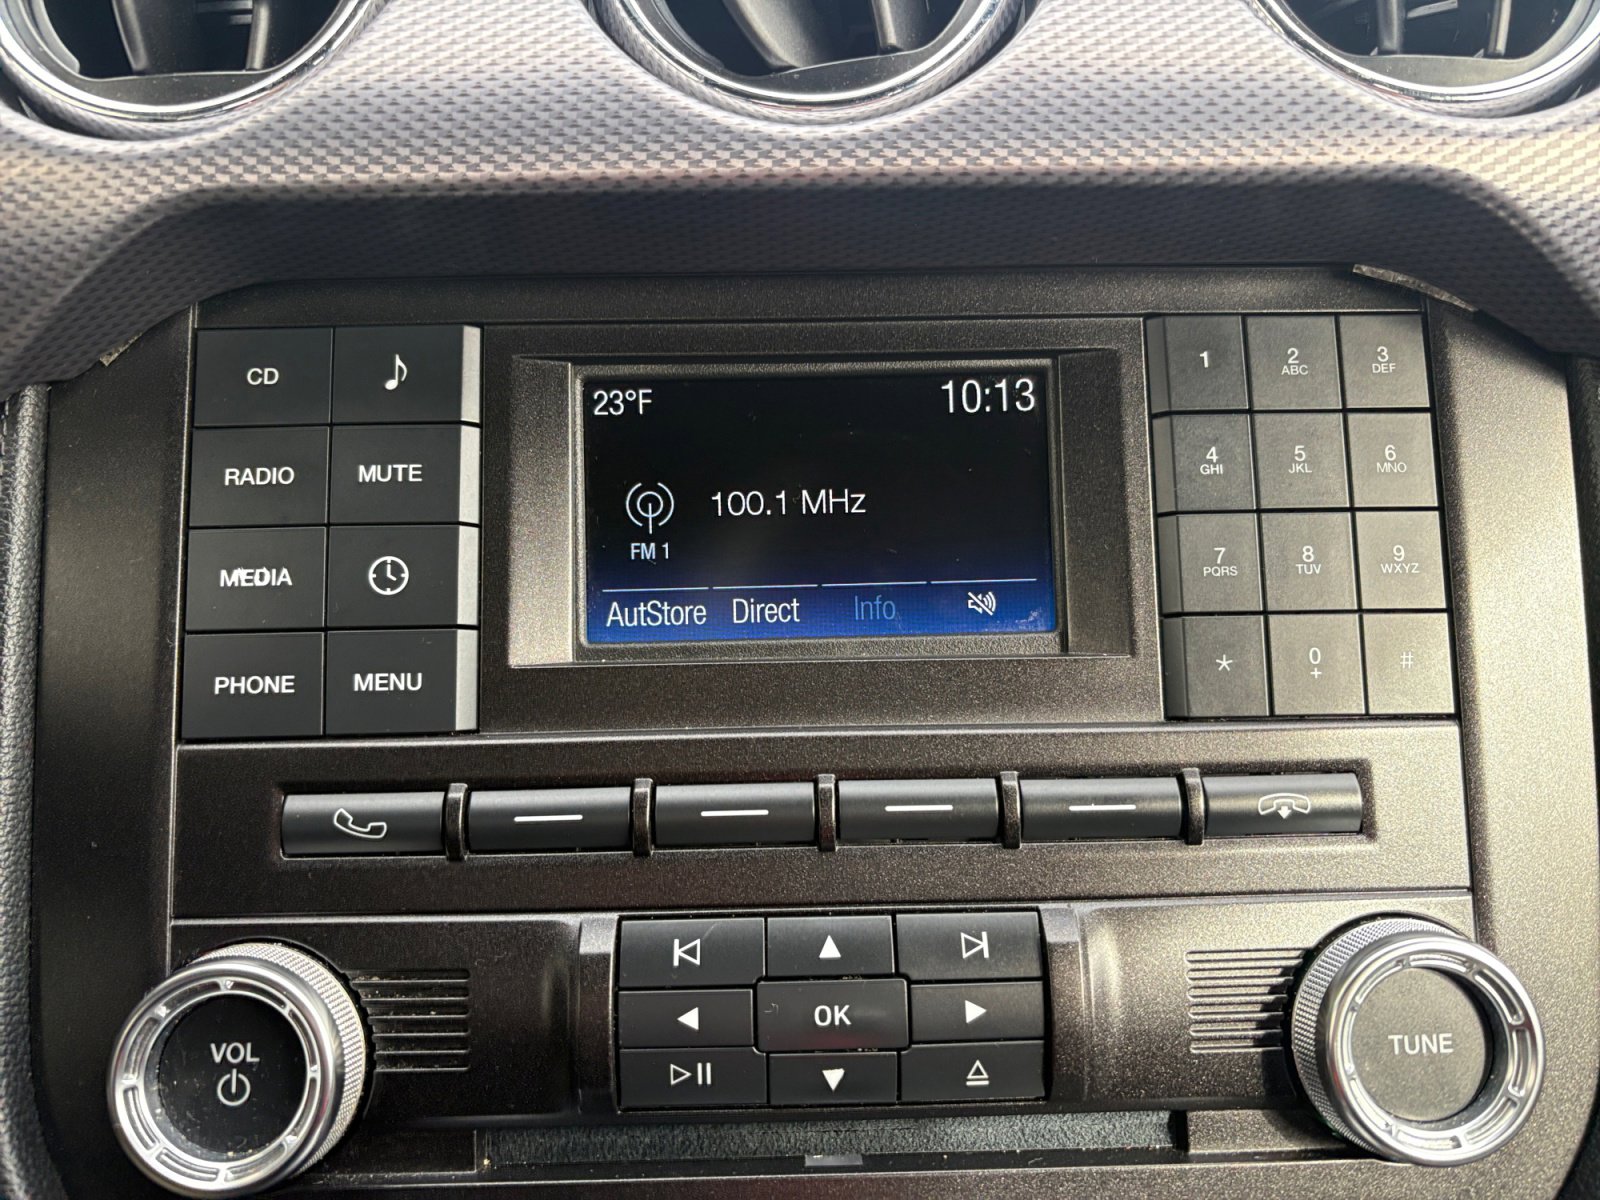 23°F 10:13
100.1 MHz
FM 1
AutStore Direct Info
CD
RADIO MUTE
MEDIA
PHONE MENU
1 2 ABC 3 DEF
4 GHI 5 JKL 6 MNO
7 PQRS 8 TUV 9 WXYZ
* 0 + #
OK
VOL
TUNE